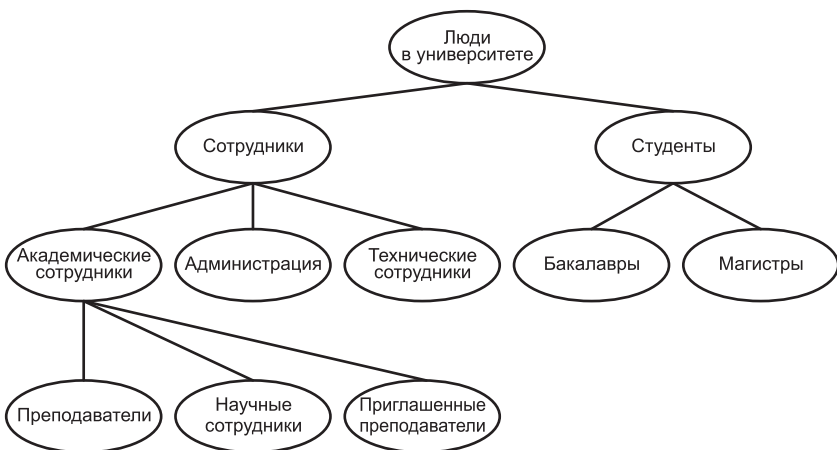 Люди
в университете
Сотрудники
Студенты
Академические
сотрудники
Администрация
Технические
сотрудники
Бакалавры
Магистры
Преподаватели
Научные
сотрудники
Приглашенные
преподаватели